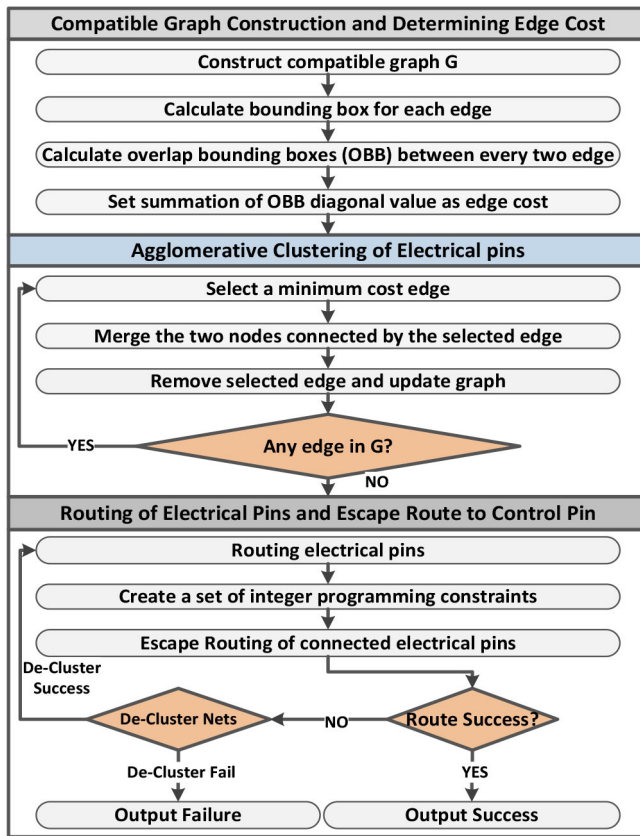 Compatible Graph Construction and Determining Edge Cost
Construct compatible graph G
Calculate bounding box for each edge
Calculate overlap bounding boxes (OBB) between every two edge
Set summation of OBB diagonal value as edge cost
Agglomerative Clustering of Electrical pins
Select a minimum cost edge
Merge the two nodes connected by the selected edge
Remove selected edge and update graph
Any edge in G?
YES
NO
Routing of Electrical Pins and Escape Route to Control Pin
Routing electrical pins
Create a set of integer programming constraints
Escape Routing of connected electrical pins
De-Cluster
Success
De-Cluster Nets
NO
Route Success?
De-Cluster Fail
YES
Output Failure
Output Success